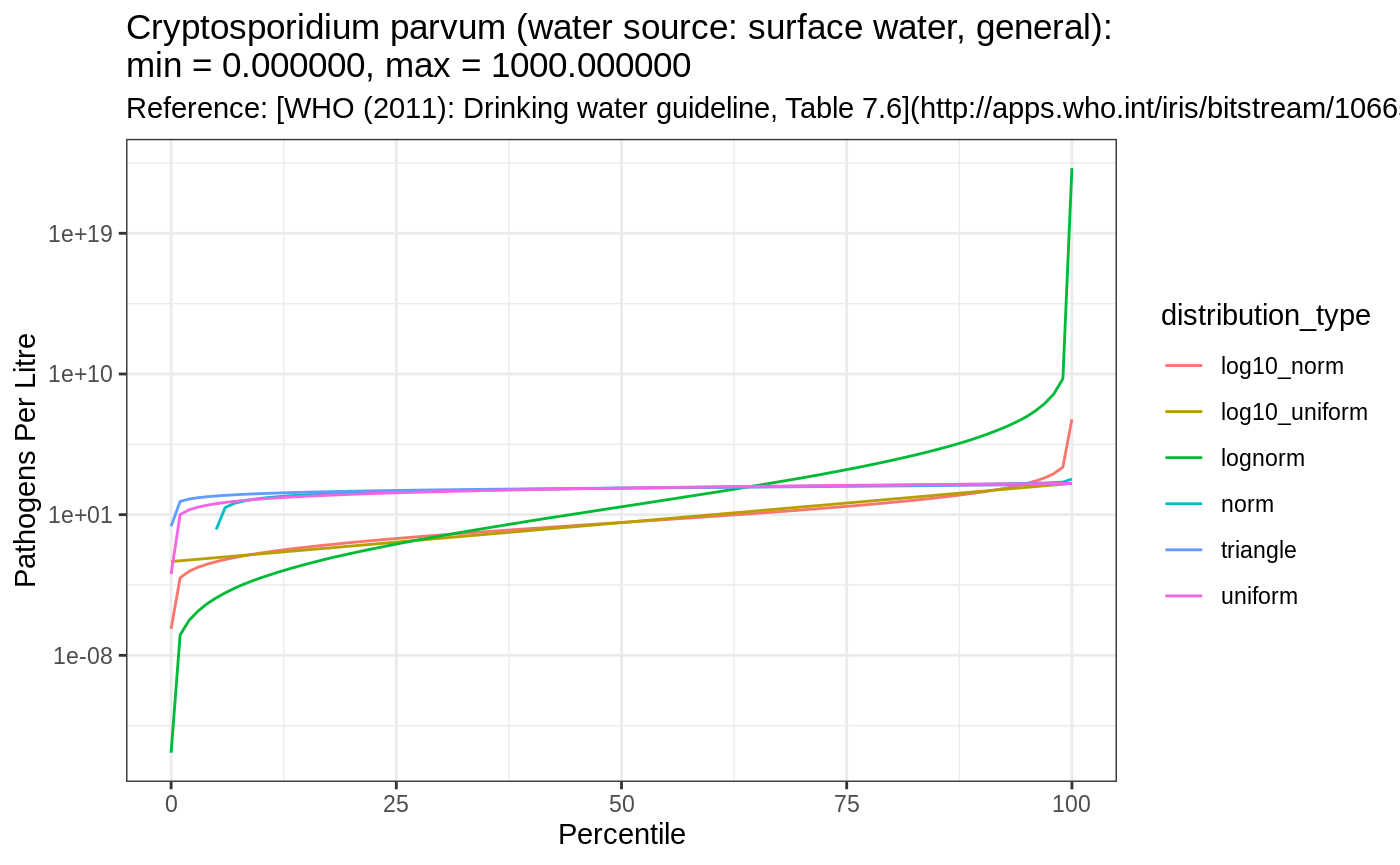 Cryptosporidium parvum (water source: surface water, general):
min = 0.000000, max = 1000.000000
Reference: [WHO (2011): Drinking water guideline, Table 7.6](http://apps.who.int/iris/bitstream/1066
1e+19
1e+10
1e+01
1e-08
Pathogens Per Litre
0 25 50 75 100
Percentile
distribution_type
log10_norm
log10_uniform
lognorm
norm
triangle
uniform